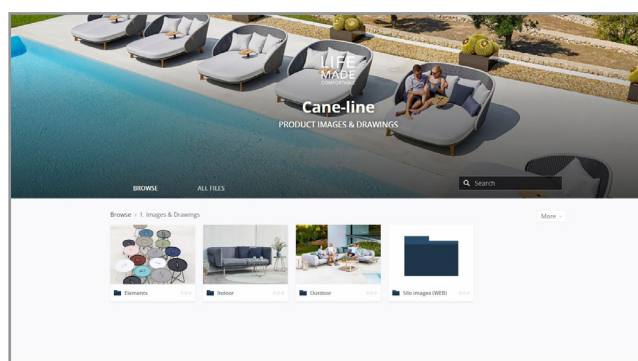 LIFE
MADE
COMFORTABLE
Cane-line
PRODUCT IMAGES & DRAWINGS
BROWSE
ALL FILES
Search
Browse > 1. Images & Drawings
More
Elements
Indoor
Outdoor
Silo images (WEB)